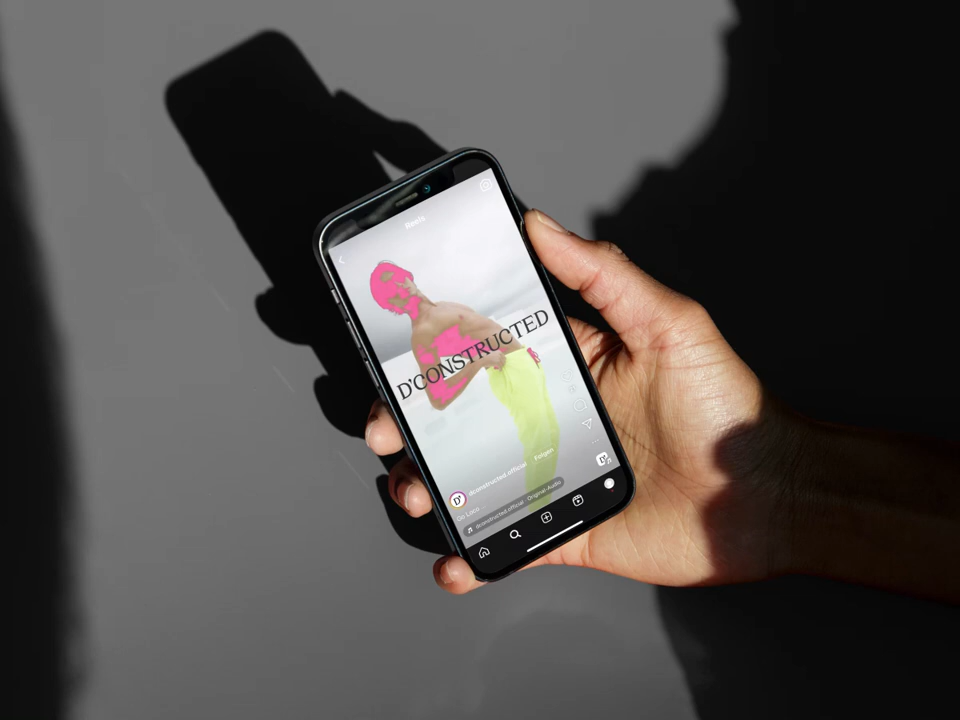 Reels
D'CONSTRUCTED
D'
dconstructed.official
Folgen
Go Loco ...
dconstructed.official · Original-Audio
D'